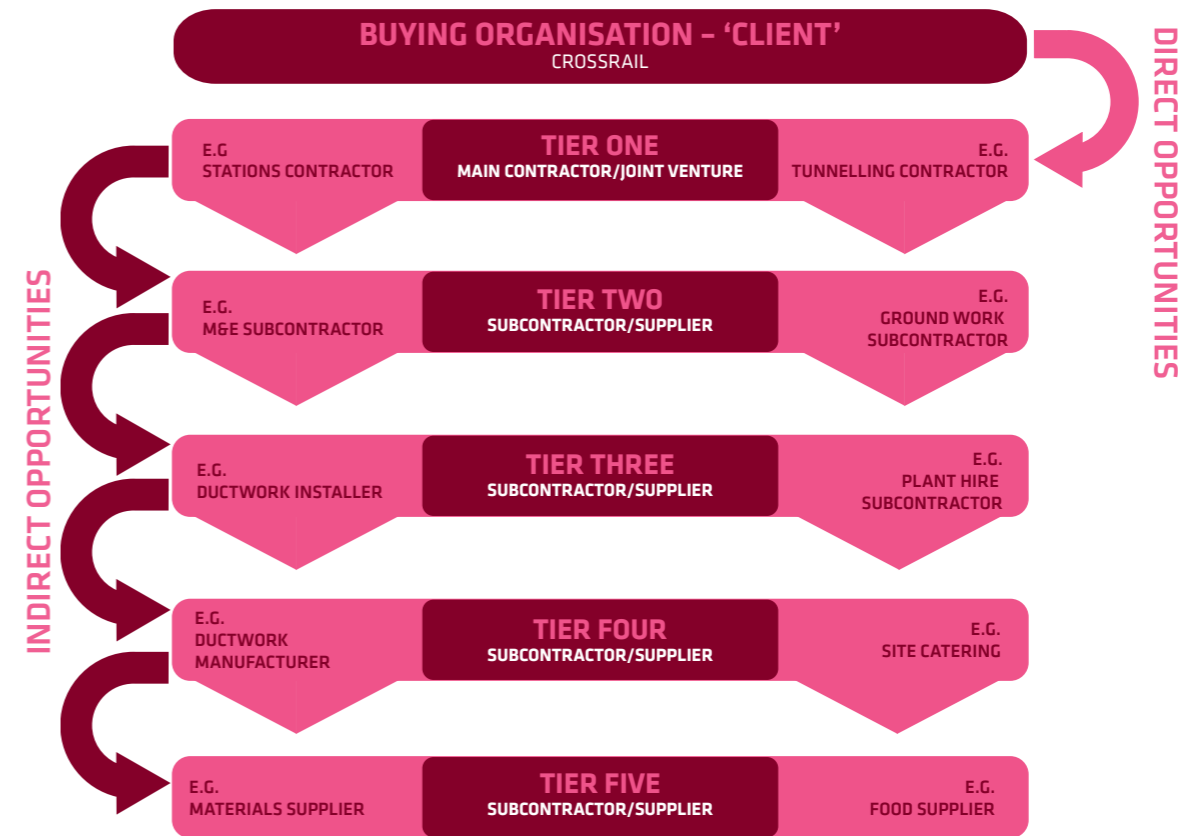 BUYING ORGANISATION – ‘CLIENT’
CROSSRAIL
DIRECT OPPORTUNITIES
INDIRECT OPPORTUNITIES
E.G
STATIONS CONTRACTOR
TIER ONE
MAIN CONTRACTOR/JOINT VENTURE
E.G.
TUNNELLING CONTRACTOR
E.G.
M&E SUBCONTRACTOR
TIER TWO
SUBCONTRACTOR/SUPPLIER
E.G.
GROUND WORK
SUBCONTRACTOR
E.G.
DUCTWORK INSTALLER
TIER THREE
SUBCONTRACTOR/SUPPLIER
E.G.
PLANT HIRE
SUBCONTRACTOR
E.G.
DUCTWORK
MANUFACTURER
TIER FOUR
SUBCONTRACTOR/SUPPLIER
E.G.
SITE CATERING
E.G.
MATERIALS SUPPLIER
TIER FIVE
SUBCONTRACTOR/SUPPLIER
E.G.
FOOD SUPPLIER